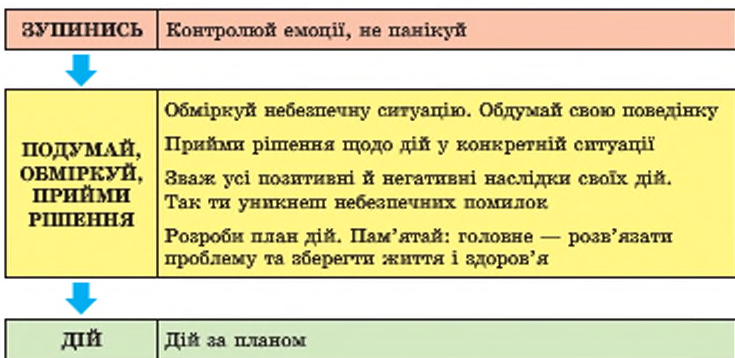 ЗУПИНИСЬ
Контролюй емоції, не панікуй
ПОДУМАЙ,
ОБМІРКУЙ,
ПРИЙМИ
РІШЕННЯ
Обміркуй небезпечну ситуацію. Обдумай свою поведінку
Прийми рішення щодо дій у конкретній ситуації
Зваж усі позитивні й негативні наслідки своїх дій.
Так ти уникнеш небезпечних помилок
Розроби план дій. Пам’ятай: головне — розв’язати
проблему та зберегти життя і здоров’я
ДІЙ
Дій за планом